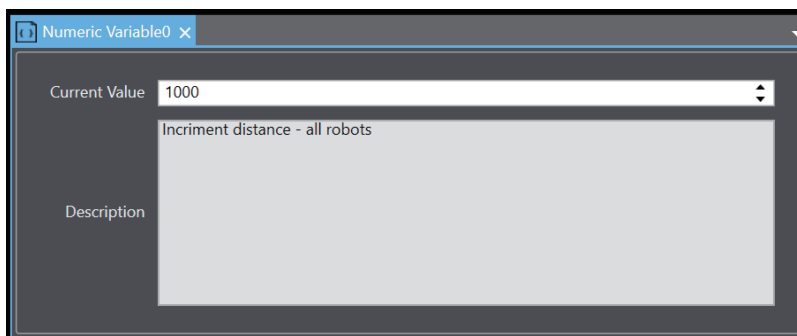 Numeric Variable0
Current Value 1000
Incriment distance - all robots
Description